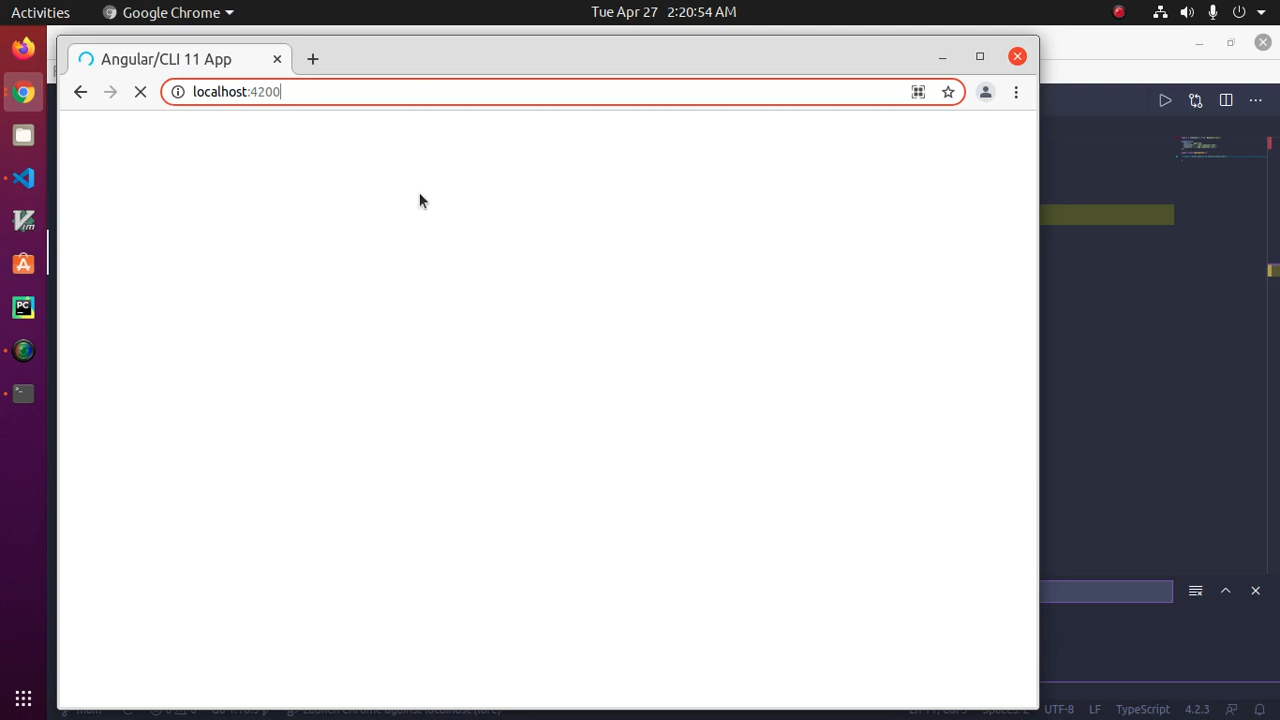 Activities
Google Chrome
Tue Apr 27 2:20:54 AM
Angular/CLI 11 App
localhost:4200
PC
UTF-8
LF
TypeScript
4.2.3